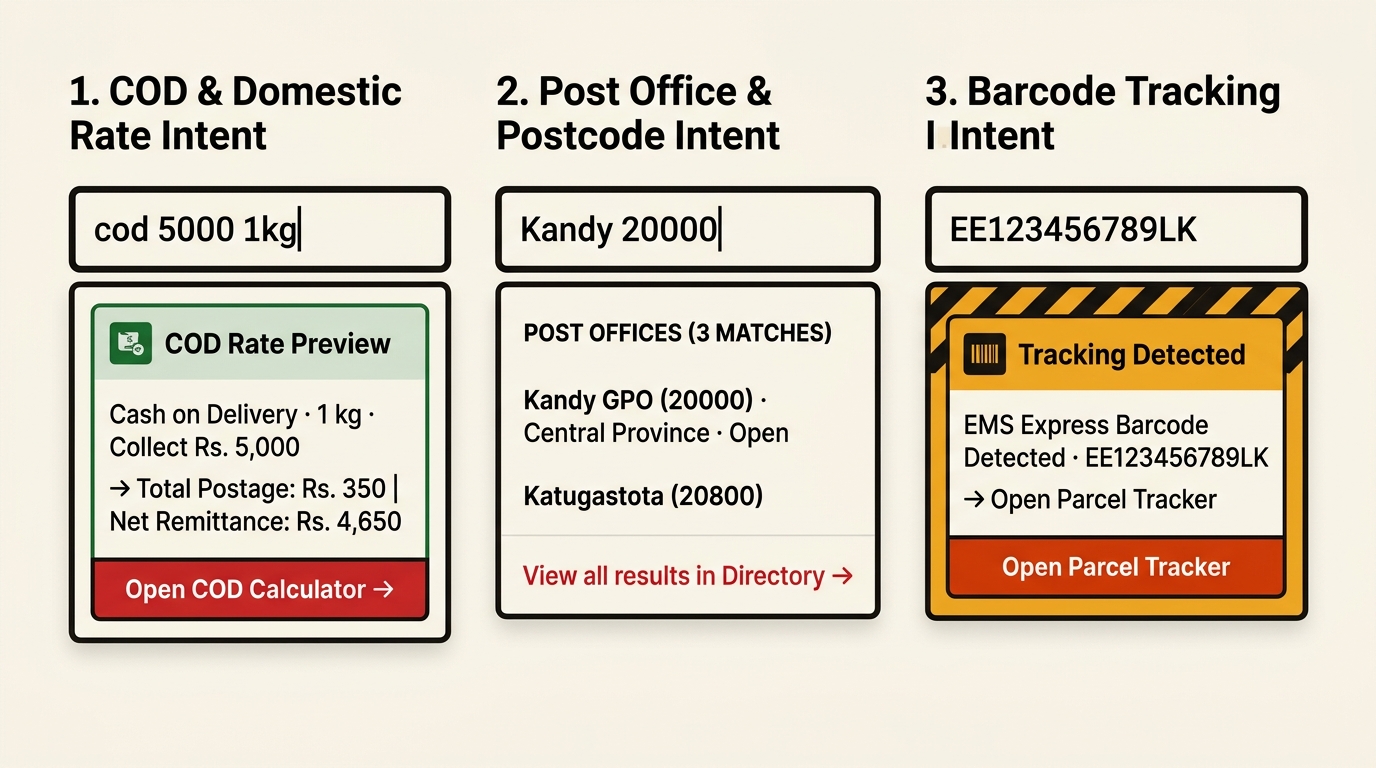 1. COD & Domestic
Rate Intent
cod 5000 1kg
COD Rate Preview
Cash on Delivery · 1 kg ·
Collect Rs. 5,000
→ Total Postage: Rs. 350 |
Net Remittance: Rs. 4,650
Open COD Calculator →
2. Post Office &
Postcode Intent
Kandy 20000
POST OFFICES (3 MATCHES)
Kandy GPO (20000) ·
Central Province · Open
Katugastota (20800)
View all results in Directory →
3. Barcode Tracking
I Intent
EE123456789LK
Tracking Detected
EMS Express Barcode
Detected · EE123456789LK
→ Open Parcel Tracker
Open Parcel Tracker